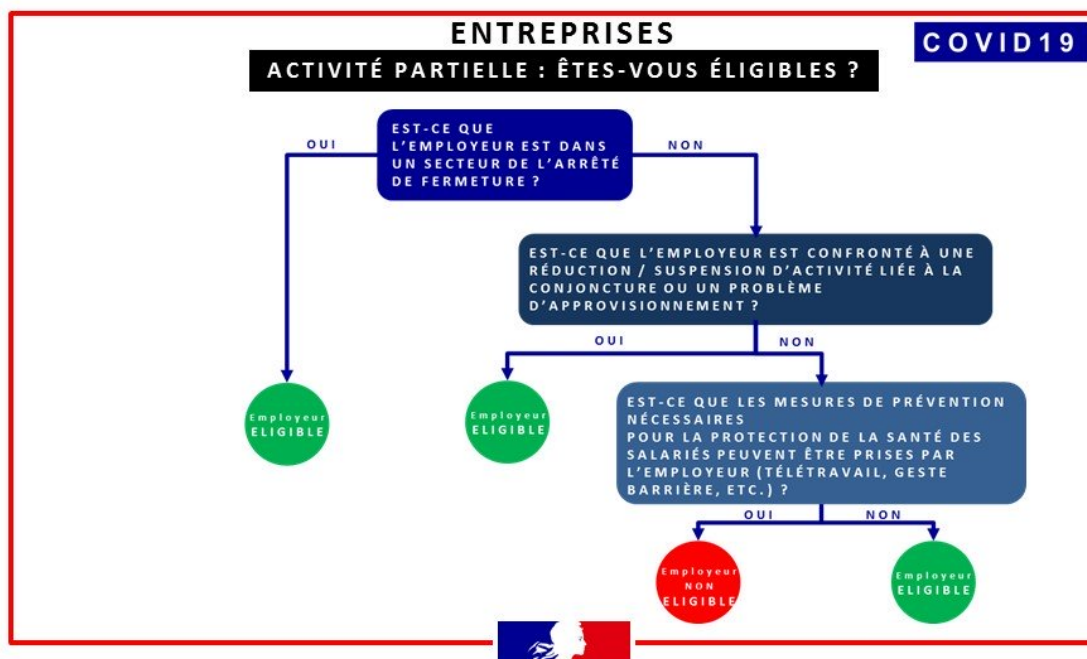 ENTREPRISES
COVID19
ACTIVITÉ PARTIELLE : ÊTES-VOUS ÉLIGIBLES ?
EST-CE QUE
L'EMPLOYEUR EST DANS
UN SECTEUR DE L'ARRÊTÉ
DE FERMETURE ?
OUI
NON
EST-CE QUE L'EMPLOYEUR EST CONFRONTÉ À UNE
RÉDUCTION / SUSPENSION D'ACTIVITÉ LIÉE À LA
CONJONCTURE OU UN PROBLÈME
D'APPROVISIONNEMENT ?
OUI
NON
Employeur
ELIGIBLE
Employeur
ELIGIBLE
EST-CE QUE LES MESURES DE PRÉVENTION
NÉCESSAIRES
POUR LA PROTECTION DE LA SANTÉ DES
SALARIÉS PEUVENT ÊTRE PRISES PAR
L'EMPLOYEUR (TÉLÉTRAVAIL, GESTE
BARRIÈRE, ETC.) ?
OUI
NON
Employeur
NON
ELIGIBLE
Employeur
ELIGIBLE